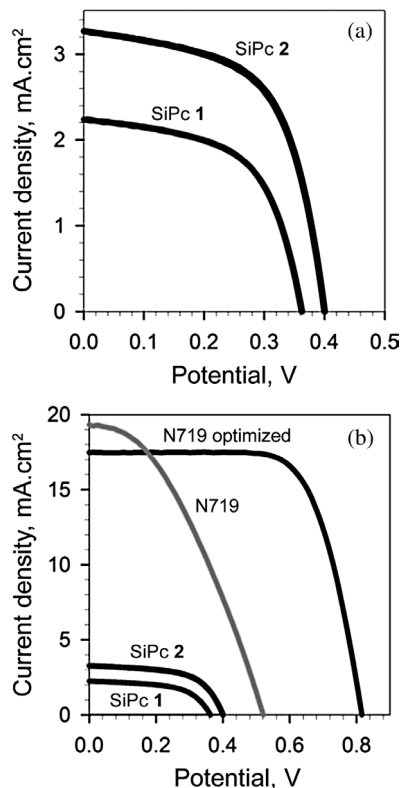 (a)
SiPc 2
SiPc 1
Current density, mA.cm²
3
2
1
0
0.0 0.1 0.2 0.3 0.4 0.5
Potential, V
(b)
N719 optimized
N719
SiPc 2
SiPc 1
Current density, mA.cm²
20
15
10
5
0
0.0 0.2 0.4 0.6 0.8
Potential, V